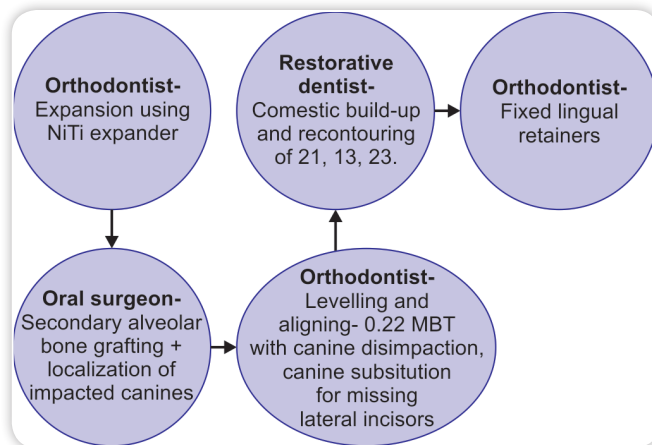 Orthodontist-
Expansion using
NiTi expander
Oral surgeon-
Secondary alveolar
bone grafting +
localization of
impacted canines
Orthodontist-
Levelling and
aligning- 0.22 MBT
with canine disimpaction,
canine subsitution
for missing
lateral incisors
Restorative
dentist-
Comestic build-up
and recontouring
of 21, 13, 23.
Orthodontist-
Fixed lingual
retainers